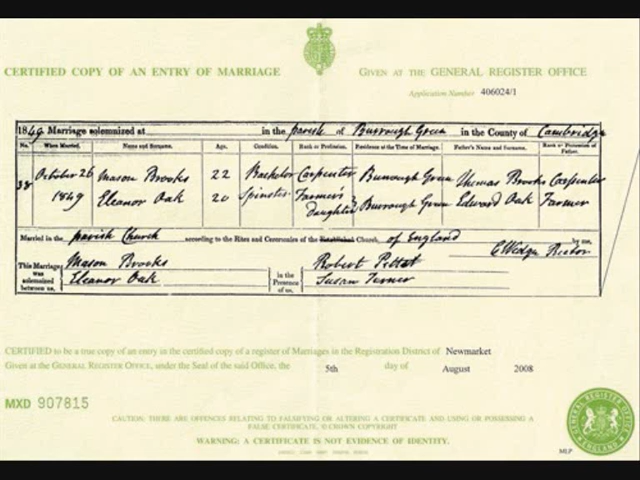 CERTIFIED COPY OF AN ENTRY OF MARRIAGE
GIVEN AT THE GENERAL REGISTER OFFICE
Application Number 406024/1
1849 Marriage solemnized at in the parish of Burrough Green in the County of Cambridge
No. When Married. Name and Surname. Age. Condition. Rank or Profession. Residence at the Time of Marriage. Father's Name and Surname. Rank or Profession of Father.
38 October 26 Mason Brooks 22 Bachelor Carpenter Burrough Green Thomas Brooks Carpenter
1849 Eleanor Oak 20 Spinster Farmer's daughter Burrough Green Edward Oak Farmer
Married in the parish Church according to the Rites and Ceremonies of the Established Church of England by me,
Rector
This Marriage was solemnized between us, Mason Brooks Eleanor Oak in the Presence of us, Robert Susan Turner
CERTIFIED to be a true copy of an entry in the certified copy of a register of Marriages in the Registration District of Newmarket
Given at the GENERAL REGISTER OFFICE, under the Seal of the said Office, the 5th day of August 2008
MXD 907815
CAUTION: THERE ARE OFFENCES RELATING TO FALSIFYING OR ALTERING A CERTIFICATE AND USING OR POSSESSING A
FALSE CERTIFICATE. © CROWN COPYRIGHT
WARNING: A CERTIFICATE IS NOT EVIDENCE OF IDENTITY.
GENERAL REGISTER OFFICE
ENGLAND
MLP